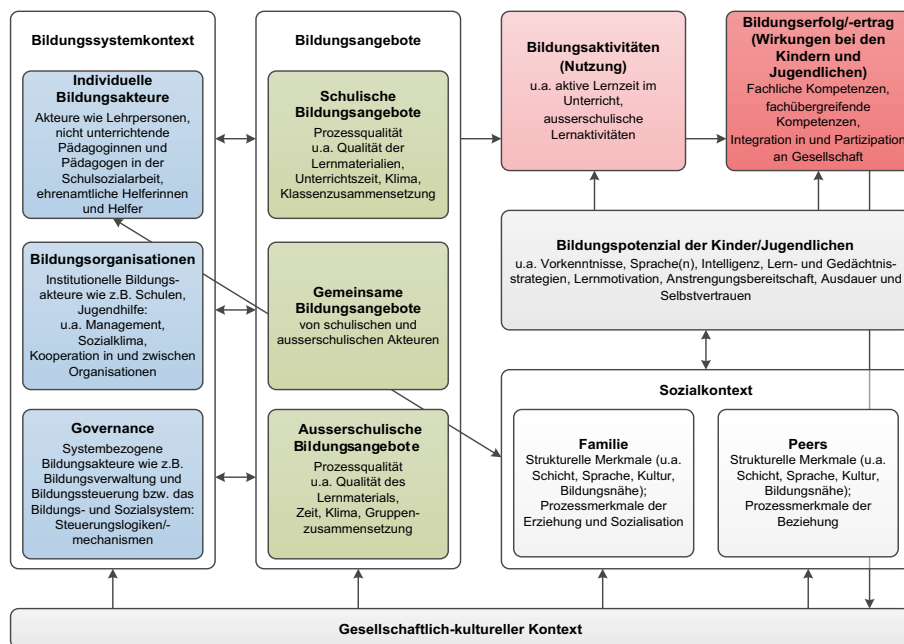 Bildungssystemkontext
Individuelle
Bildungsakteure
Akteure wie Lehrpersonen,
nicht unterrichtende
Pädagoginnen und
Pädagogen in der
Schulsozialarbeit,
ehrenamtliche Helferinnen
und Helfer
Bildungsorganisationen
Institutionelle Bildungs-
akteure wie z.B. Schulen,
Jugendhilfe:
u.a. Management,
Sozialklima,
Kooperation in und zwischen
Organisationen
Governance
Systembezogene
Bildungsakteure wie z.B.
Bildungsverwaltung und
Bildungssteuerung bzw. das
Bildungs- und Sozialsystem:
Steuerungslogiken/-
mechanismen
Bildungsangebote
Schulische
Bildungsangebote
Prozessqualität
u.a. Qualität der
Lernmaterialien,
Unterrichtszeit, Klima,
Klassenzusammensetzung
Gemeinsame
Bildungsangebote
von schulischen und
ausserschulischen Akteuren
Ausserschulische
Bildungsangebote
Prozessqualität
u.a. Qualität des
Lernmaterials,
Zeit, Klima, Gruppen-
zusammensetzung
Bildungsaktivitäten
(Nutzung)
u.a. aktive Lernzeit im
Unterricht,
ausserschulische
Lernaktivitäten
Bildungserfolg/-ertrag
(Wirkungen bei den
Kindern und
Jugendlichen)
Fachliche Kompetenzen,
fachübergreifende
Kompetenzen,
Integration in und Partizipation
an Gesellschaft
Bildungspotenzial der Kinder/Jugendlichen
u.a. Vorkenntnisse, Sprache(n), Intelligenz, Lern- und Gedächtnis-
strategien, Lernmotivation, Anstrengungsbereitschaft, Ausdauer und
Selbstvertrauen
Sozialkontext
Familie
Strukturelle Merkmale (u.a.
Schicht, Sprache, Kultur,
Bildungsnähe);
Prozessmerkmale der
Erziehung und Sozialisation
Peers
Strukturelle Merkmale (u.a.
Schicht, Sprache, Kultur,
Bildungsnähe);
Prozessmerkmale der
Beziehung
Gesellschaftlich-kultureller Kontext